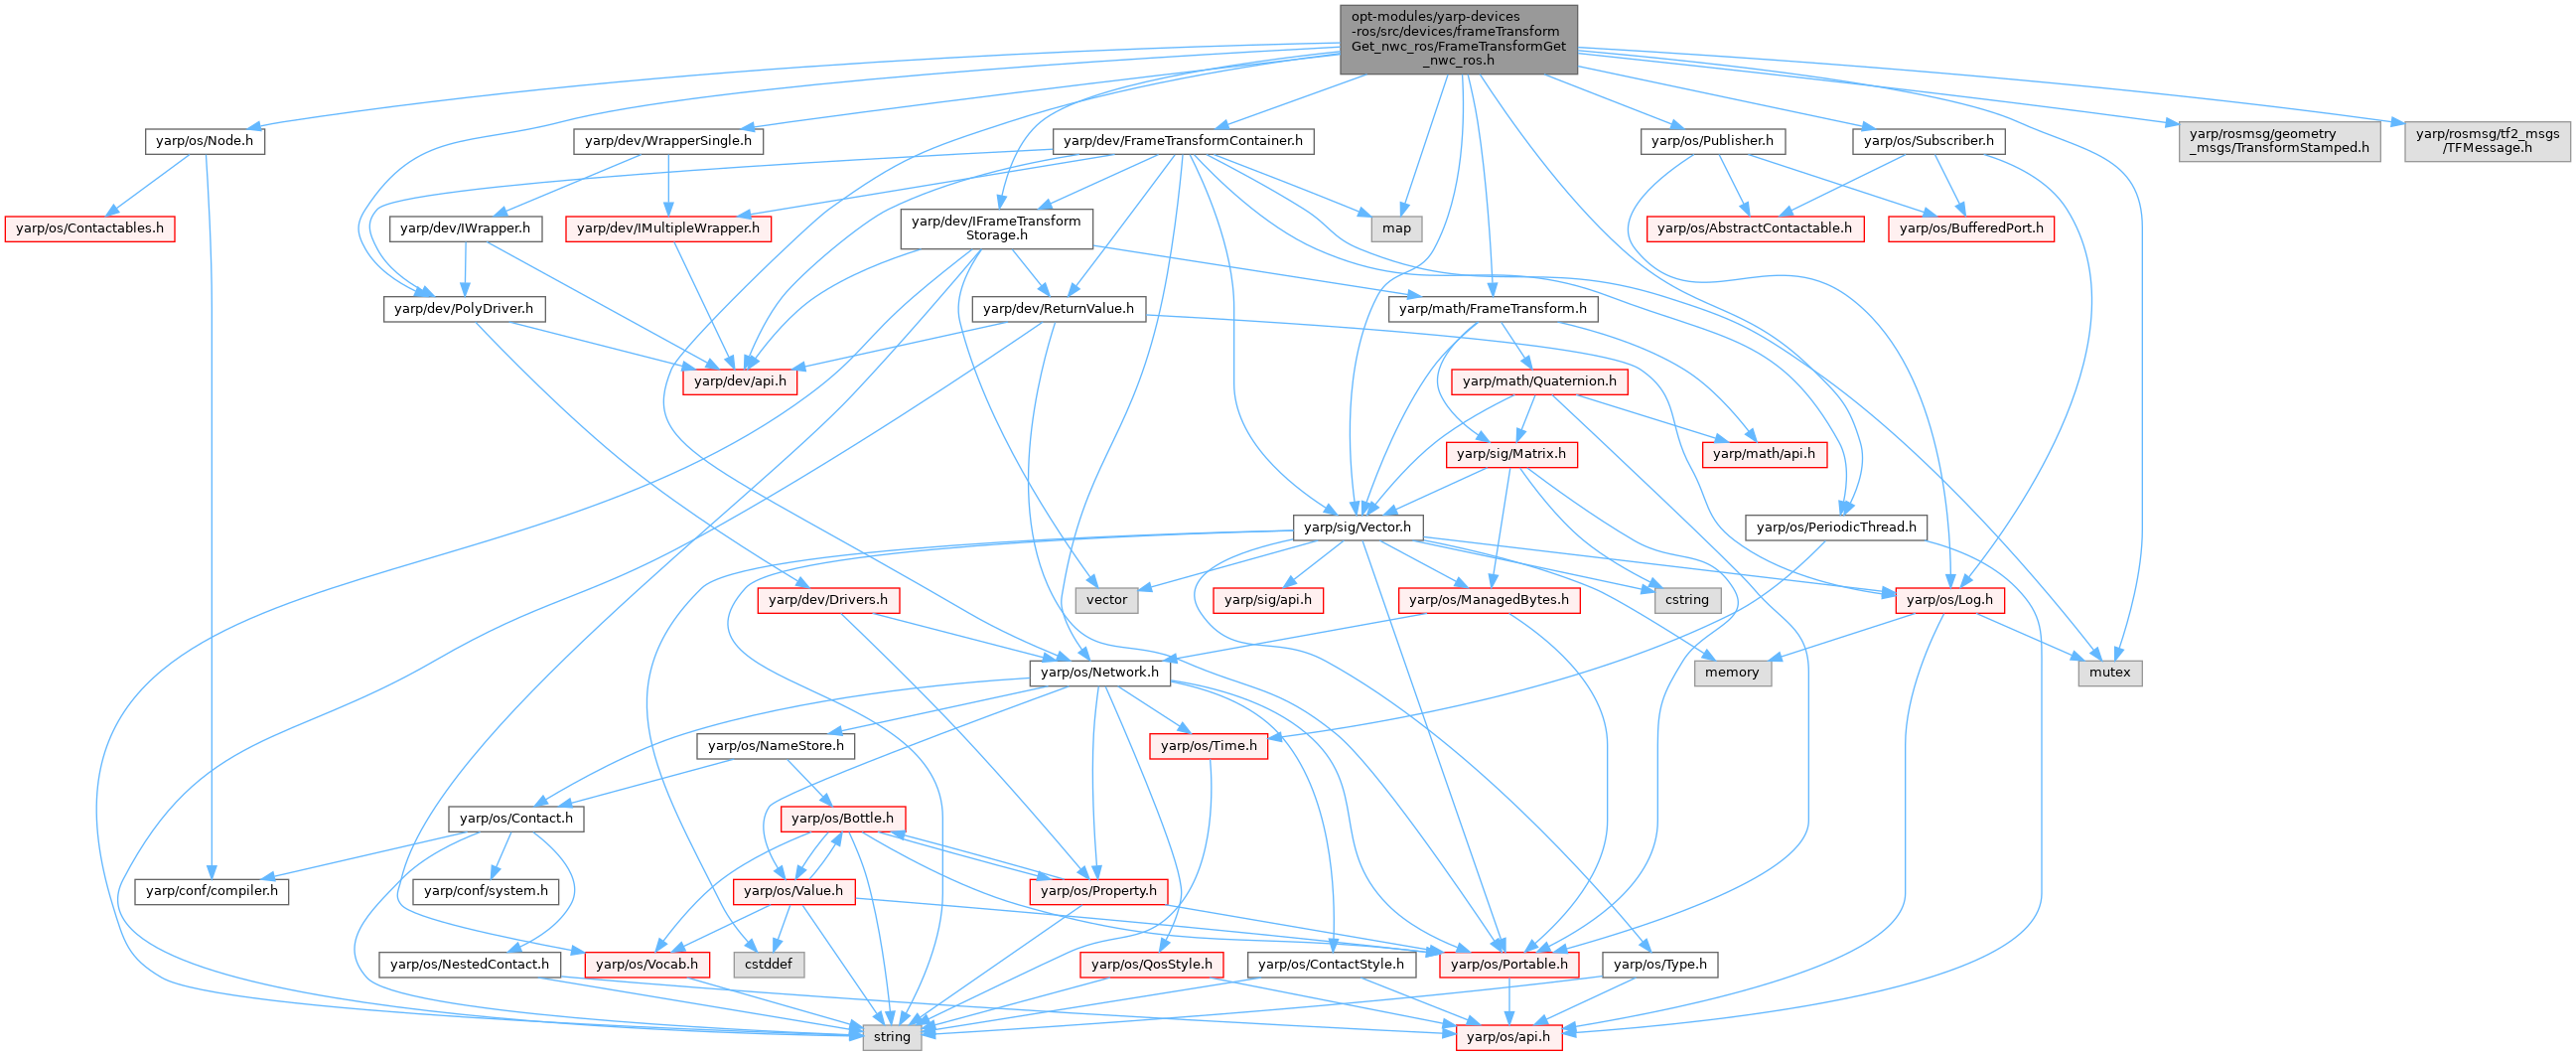 opt-modules/yarp-devices
-ros/src/devices/frameTransform
Get_nwc_ros/FrameTransformGet
_nwc_ros.h
yarp/os/Node.h
yarp/dev/WrapperSingle.h
yarp/dev/FrameTransformContainer.h
yarp/os/Publisher.h
yarp/os/Subscriber.h
yarp/rosmsg/geometry
_msgs/TransformStamped.h
yarp/rosmsg/tf2_msgs
/TFMessage.h
yarp/os/Contactables.h
yarp/dev/IWrapper.h
yarp/dev/IMultipleWrapper.h
yarp/dev/IFrameTransform
Storage.h
map
yarp/os/AbstractContactable.h
yarp/os/BufferedPort.h
yarp/dev/PolyDriver.h
yarp/dev/ReturnValue.h
yarp/math/FrameTransform.h
yarp/dev/api.h
yarp/math/Quaternion.h
yarp/sig/Matrix.h
yarp/math/api.h
yarp/sig/Vector.h
yarp/os/PeriodicThread.h
yarp/dev/Drivers.h
vector
yarp/sig/api.h
yarp/os/ManagedBytes.h
cstring
yarp/os/Log.h
yarp/os/Network.h
memory
mutex
yarp/os/NameStore.h
yarp/os/Time.h
yarp/os/Contact.h
yarp/os/Bottle.h
yarp/conf/compiler.h
yarp/conf/system.h
yarp/os/Value.h
yarp/os/Property.h
yarp/os/NestedContact.h
yarp/os/Vocab.h
cstddef
yarp/os/QosStyle.h
yarp/os/ContactStyle.h
yarp/os/Portable.h
yarp/os/Type.h
string
yarp/os/api.h